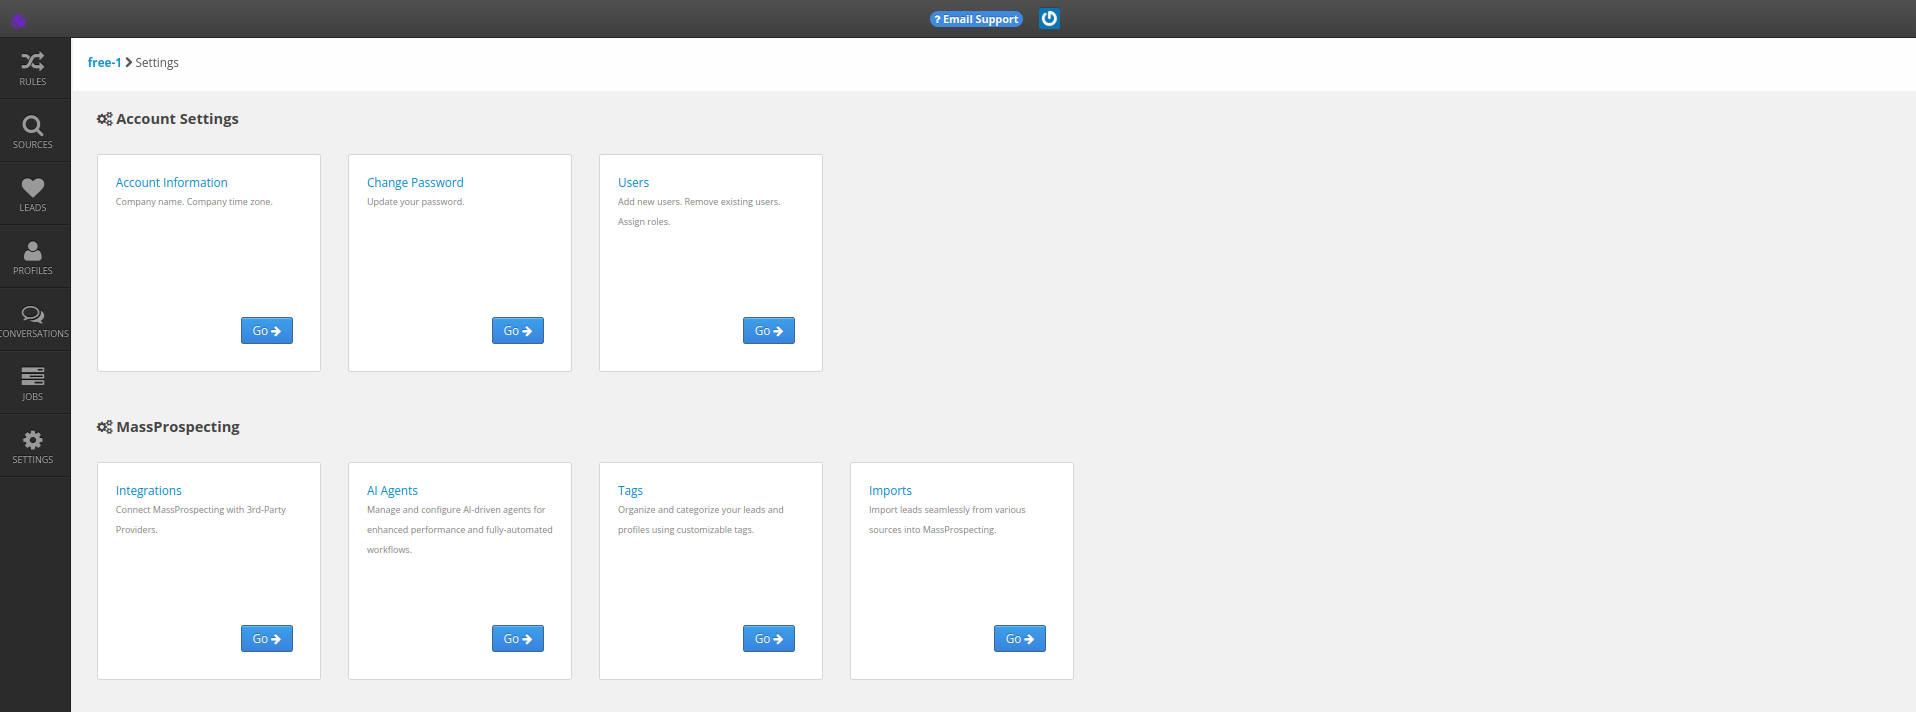 ? Email Support
RULES
SOURCES
LEADS
PROFILES
CONVERSATIONS
JOBS
SETTINGS
free-1 > Settings
Account Settings
Account Information
Company name. Company time zone.
Go
Change Password
Update your password.
Go
Users
Add new users. Remove existing users.
Assign roles.
Go
MassProspecting
Integrations
Connect MassProspecting with 3rd-Party
Providers.
Go
AI Agents
Manage and configure AI-driven agents for
enhanced performance and fully-automated
workflows.
Go
Tags
Organize and categorize your leads and
profiles using customizable tags.
Go
Imports
Import leads seamlessly from various
sources into MassProspecting.
Go